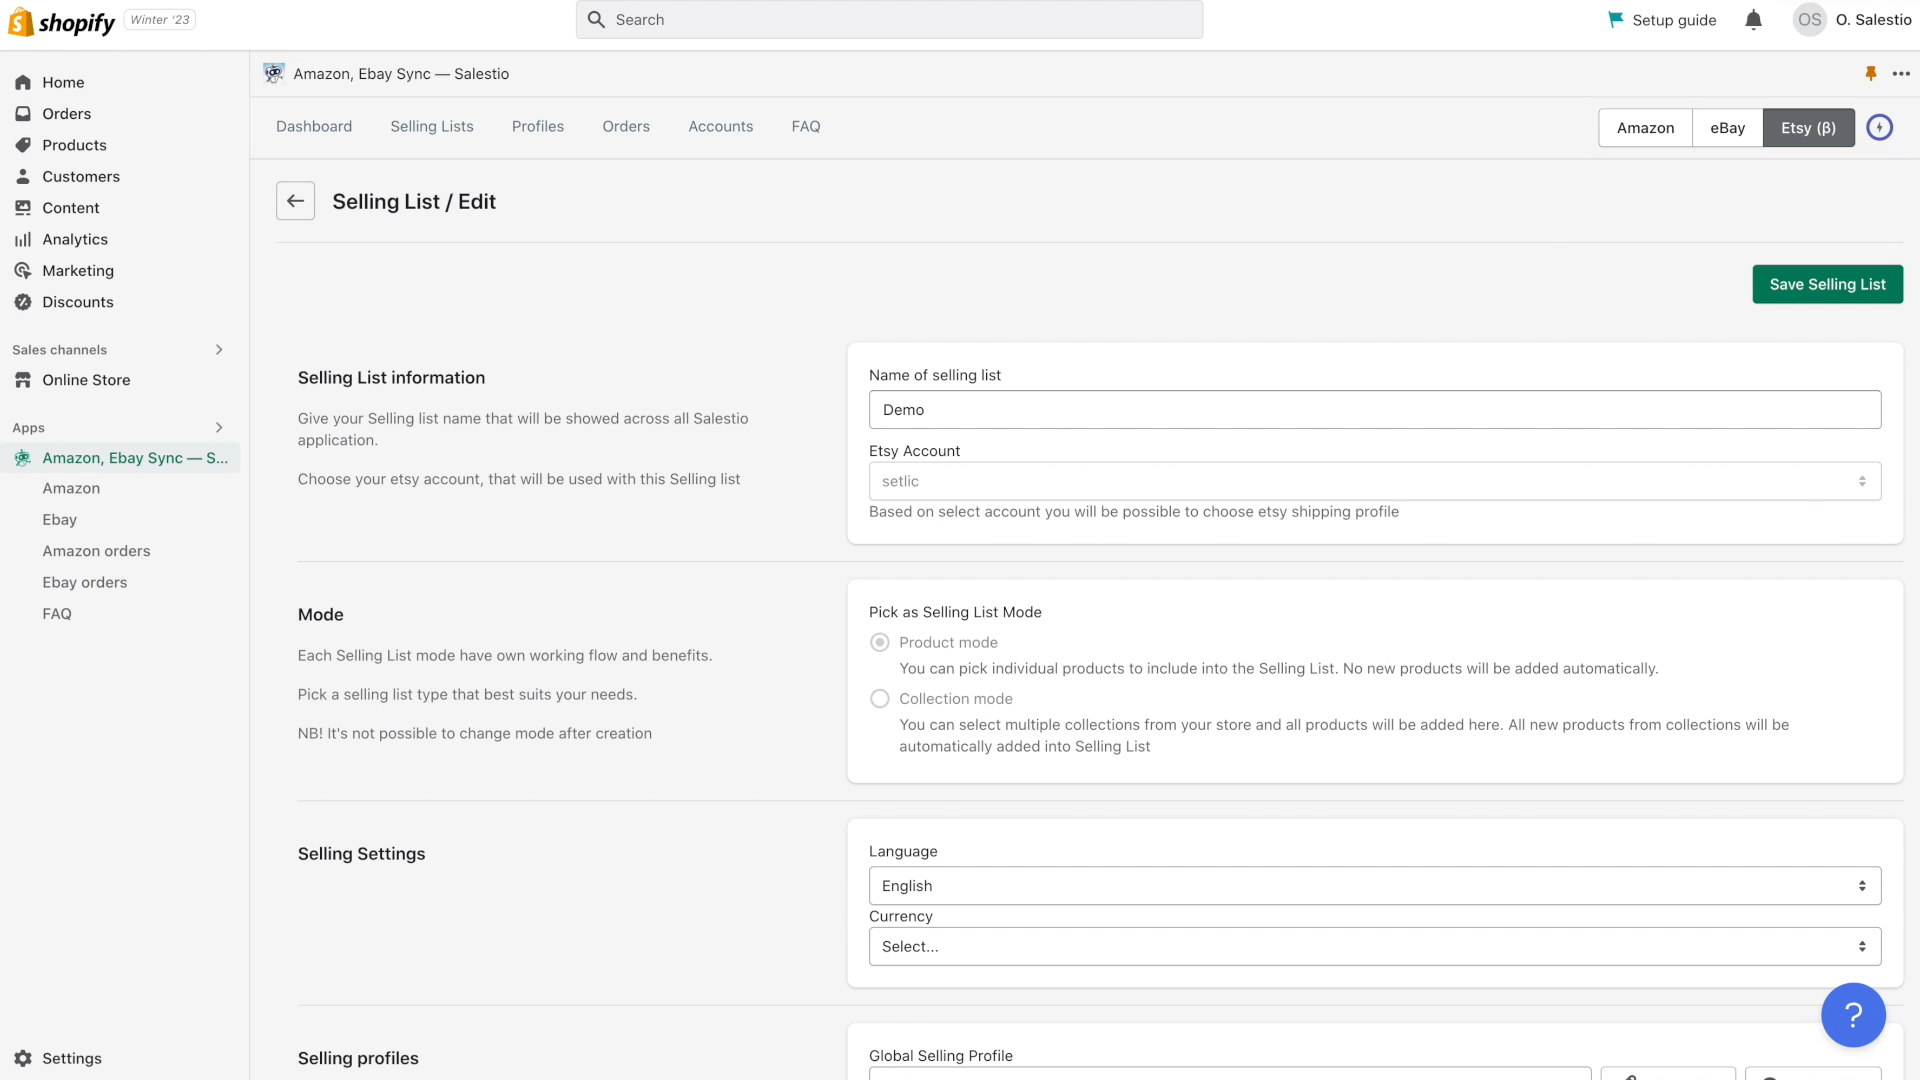 shopify
Winter '23
Search
Setup guide
OS
O. Salestio
Home
Orders
Products
Customers
Content
Analytics
Marketing
Discounts
Sales channels
Online Store
Apps
Amazon, Ebay Sync — S...
Amazon
Ebay
Amazon orders
Ebay orders
FAQ
Settings
Amazon, Ebay Sync — Salestio
Dashboard
Selling Lists
Profiles
Orders
Accounts
FAQ
Amazon
eBay
Etsy (β)
Selling List / Edit
Save Selling List
Selling List information
Give your Selling list name that will be showed across all Salestio
application.
Choose your etsy account, that will be used with this Selling list
Name of selling list
Demo
Etsy Account
setlic
Based on select account you will be possible to choose etsy shipping profile
Mode
Each Selling List mode have own working flow and benefits.
Pick a selling list type that best suits your needs.
NB! It's not possible to change mode after creation
Pick as Selling List Mode
Product mode
You can pick individual products to include into the Selling List. No new products will be added automatically.
Collection mode
You can select multiple collections from your store and all products will be added here. All new products from collections will be
automatically added into Selling List
Selling Settings
Language
English
Currency
Select...
?
Selling profiles
Global Selling Profile